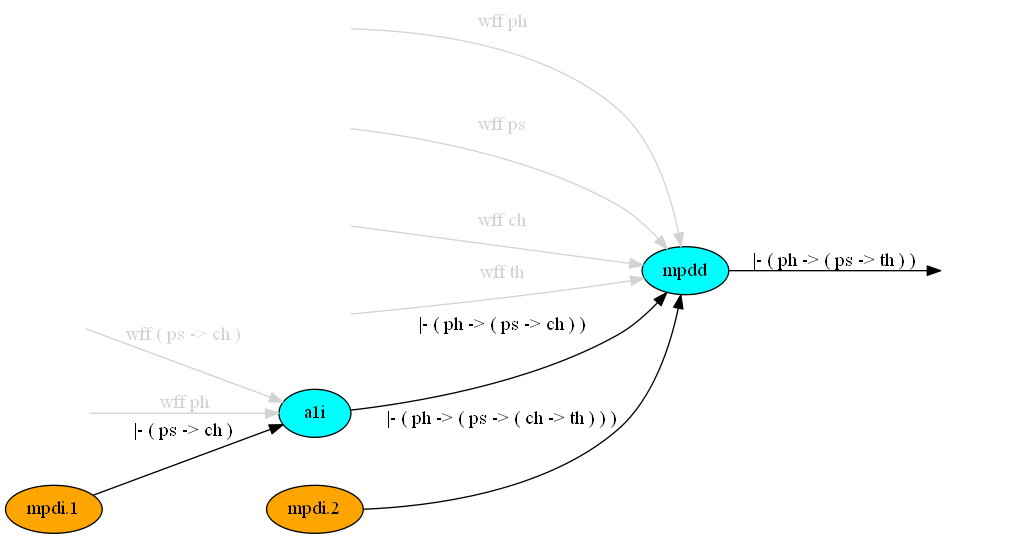 wff ph
wff ps
wff ch
mpdd
|- ( ph -> ( ps -> th ) )
wff th
|- ( ph -> ( ps -> ch ) )
wff ( ps -> ch )
wff ph
a1i
|- ( ph -> ( ps -> ( ch -> th ) ) )
|- ( ps -> ch )
mpdi.1
mpdi.2